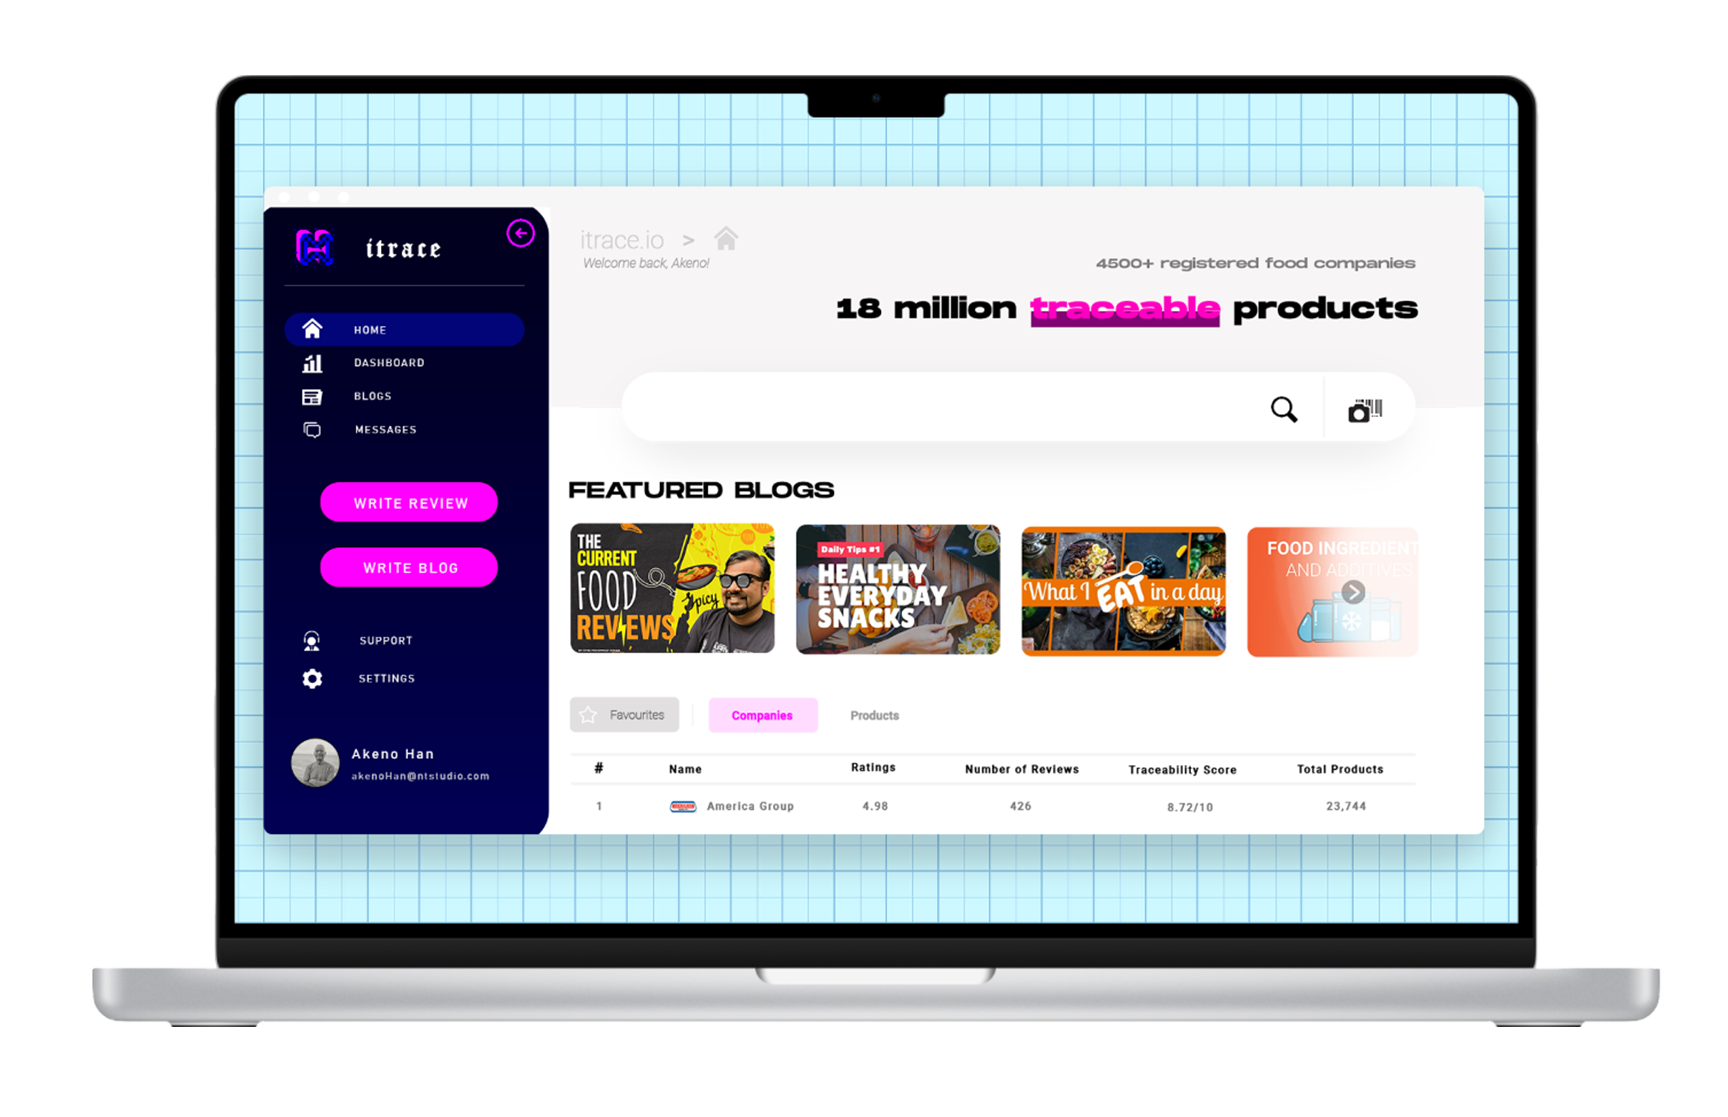 itrace
HOME
DASHBOARD
BLOGS
MESSAGES
WRITE REVIEW
WRITE BLOG
SUPPORT
SETTINGS
Akeno Han
akenoHan@ntstudio.com
itrace.io >
Welcome back, Akeno!
4500+ registered food companies
18 million traceable products
FEATURED BLOGS
THE
CURRENT
FOOD
REVIEWS
Spicy
Daily Tips #1
HEALTHY
EVERYDAY
SNACKS
What I EAT in a day
FOOD INGREDIENT
AND ADDITIVES
Favourites
Companies
Products
# Name Ratings Number of Reviews Traceability Score Total Products
1 America Group 4.98 426 8.72/10 23,744